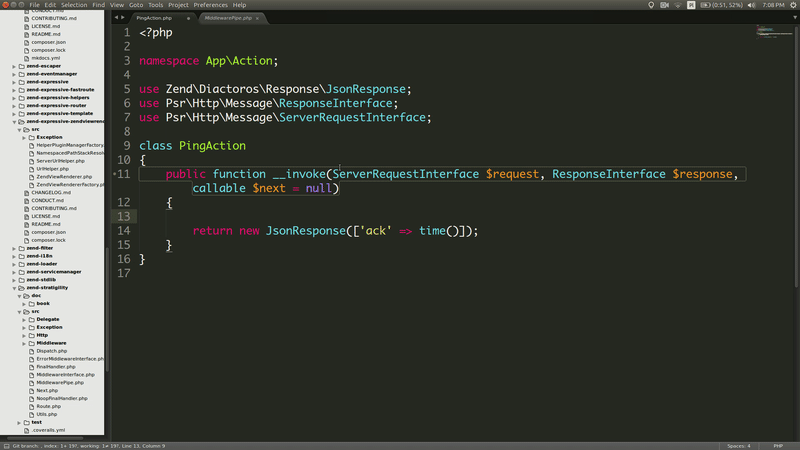 File Edit Selection Find View Goto Tools Project Preferences Help
(0:51, 52%) 7:08 PM
CONDUCT.md
CONTRIBUTING.md
LICENSE.md
README.md
composer.json
composer.lock
mkdocs.yml
zend-escaper
zend-eventmanager
zend-expressive
zend-expressive-fastroute
zend-expressive-helpers
zend-expressive-router
zend-expressive-template
zend-expressive-zendviewrend
src
Exception
HelperPluginManagerFactory.
NamespacedPathStackResol
ServerUrlHelper.php
UrlHelper.php
ZendViewRenderer.php
ZendViewRendererFactory.p
CHANGELOG.md
CONDUCT.md
CONTRIBUTING.md
LICENSE.md
README.md
composer.json
composer.lock
zend-filter
zend-i18n
zend-loader
zend-servicemanager
zend-stdlib
zend-stratigility
doc
book
src
Delegate
Exception
Http
Middleware
Dispatch.php
ErrorMiddlewareInterface.ph
FinalHandler.php
MiddlewareInterface.php
MiddlewarePipe.php
Next.php
NoopFinalHandler.php
Route.php
Utils.php
test
.coveralls.yml
PingAction.php MiddlewarePipe.php
1 <?php
2
3 namespace App\Action;
4
5 use Zend\Diactoros\Response\JsonResponse;
6 use Psr\Http\Message\ResponseInterface;
7 use Psr\Http\Message\ServerRequestInterface;
8
9 class PingAction
10 {
11 public function __invoke(ServerRequestInterface $request, ResponseInterface $response,
callable $next = null)
12 {
13
14 return new JsonResponse(['ack' => time()]);
15 }
16 }
17
Git branch: , index: 1+ 19?, working: 1≠ 19?, Line 13, Column 9 Spaces: 4 PHP